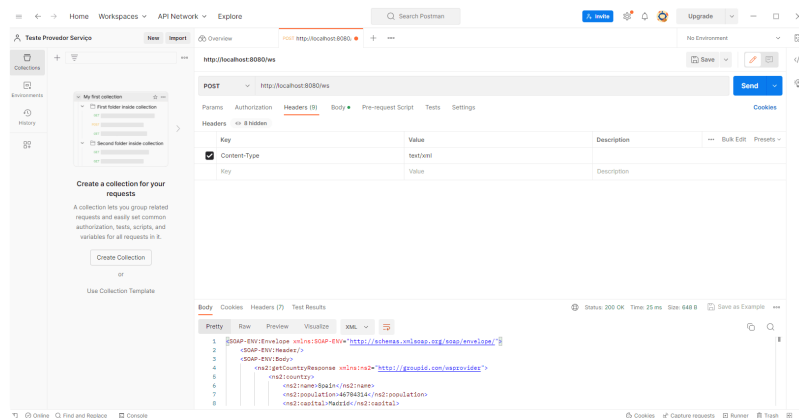 Home Workspaces API Network Explore Search Postman Invite Upgrade
Teste Provedor Serviço New Import Overview POST http://localhost:8080/ No Environment
Collections
Environments
History
My first collection
First folder inside collection
Second folder inside collection
Create a collection for your
requests
A collection lets you group related
requests and easily set common
authorization, tests, scripts, and
variables for all requests in it.
Create Collection
or
Use Collection Template
http://localhost:8080/ws Save
POST http://localhost:8080/ws Send
Params Authorization Headers (9) Body Pre-request Script Tests Settings Cookies
Headers 8 hidden
Key Value Description Bulk Edit Presets
Content-Type text/xml
Key Value Description
Body Cookies Headers (7) Test Results Status: 200 OK Time: 25 ms Size: 648 B Save as Example
Pretty Raw Preview Visualize XML
1 <SOAP-ENV:Envelope xmlns:SOAP-ENV="http://schemas.xmlsoap.org/soap/envelope/">
2 <SOAP-ENV:Header/>
3 <SOAP-ENV:Body>
4 <ns2:getCountryResponse xmlns:ns2="http://groupid.com/wsprovider">
5 <ns2:country>
6 <ns2:name>Spain</ns2:name>
7 <ns2:population>46704314</ns2:population>
8 <ns2:capital>Madrid</ns2:capital>
Online Find and Replace Console Cookies Capture requests Runner Trash